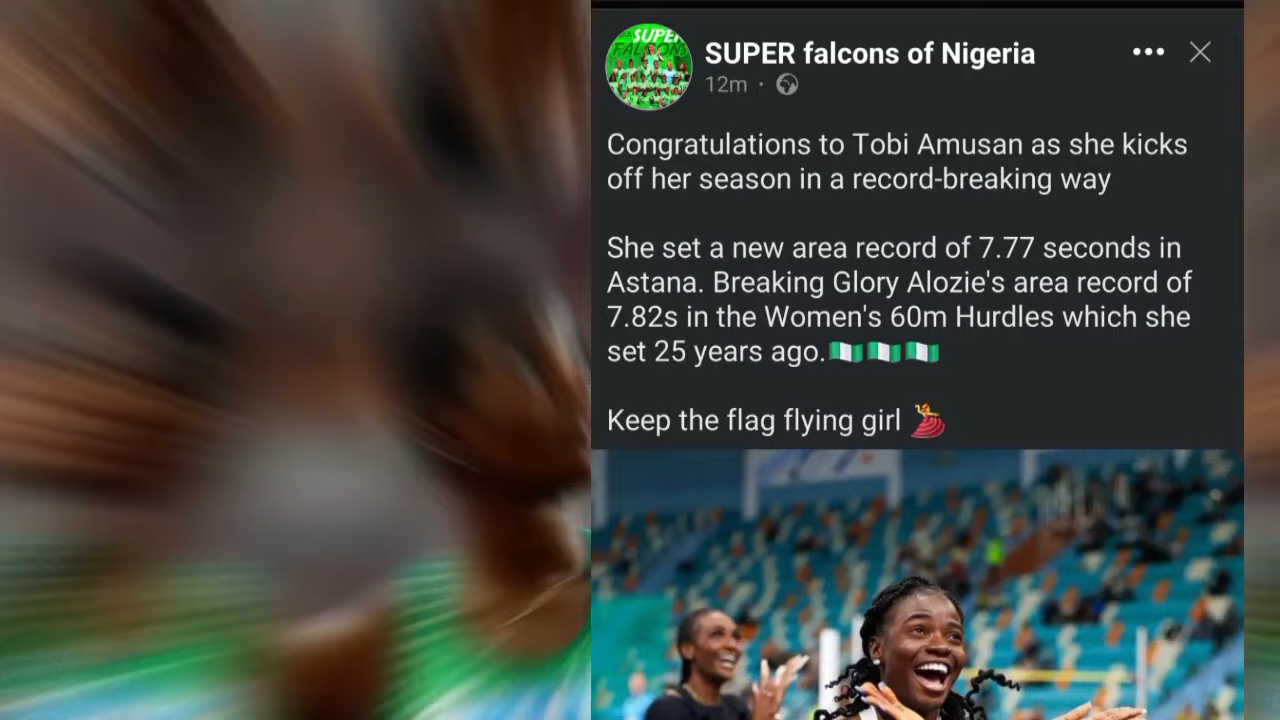 SUPER
FALCONS
SUPER falcons of Nigeria
12m ·
Congratulations to Tobi Amusan as she kicks
off her season in a record-breaking way
She set a new area record of 7.77 seconds in
Astana. Breaking Glory Alozie's area record of
7.82s in the Women's 60m Hurdles which she
set 25 years ago.🇳🇬🇳🇬🇳🇬
Keep the flag flying girl 💃